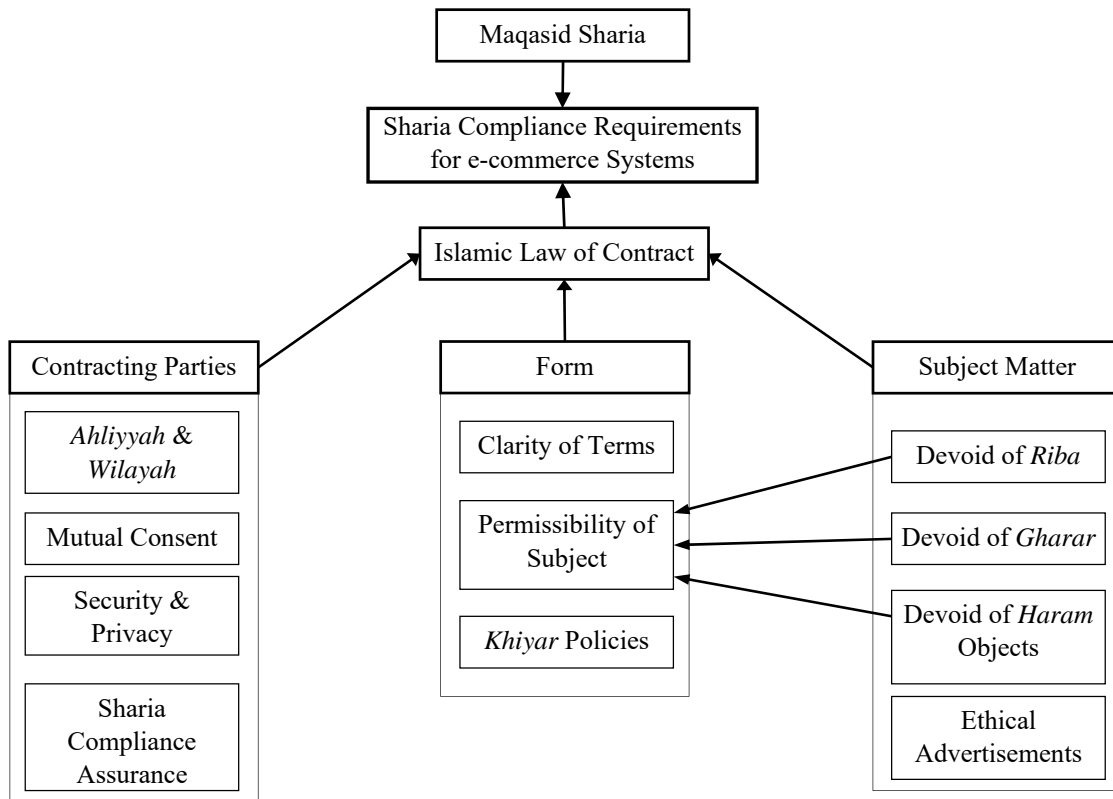 Maqasid Sharia
Sharia Compliance Requirements
for e-commerce Systems
Islamic Law of Contract
Contracting Parties
Ahliyyah &
Wilayah
Mutual Consent
Security &
Privacy
Sharia
Compliance
Assurance
Form
Clarity of Terms
Permissibility of
Subject
Khiyar Policies
Subject Matter
Devoid of Riba
Devoid of Gharar
Devoid of Haram
Objects
Ethical
Advertisements